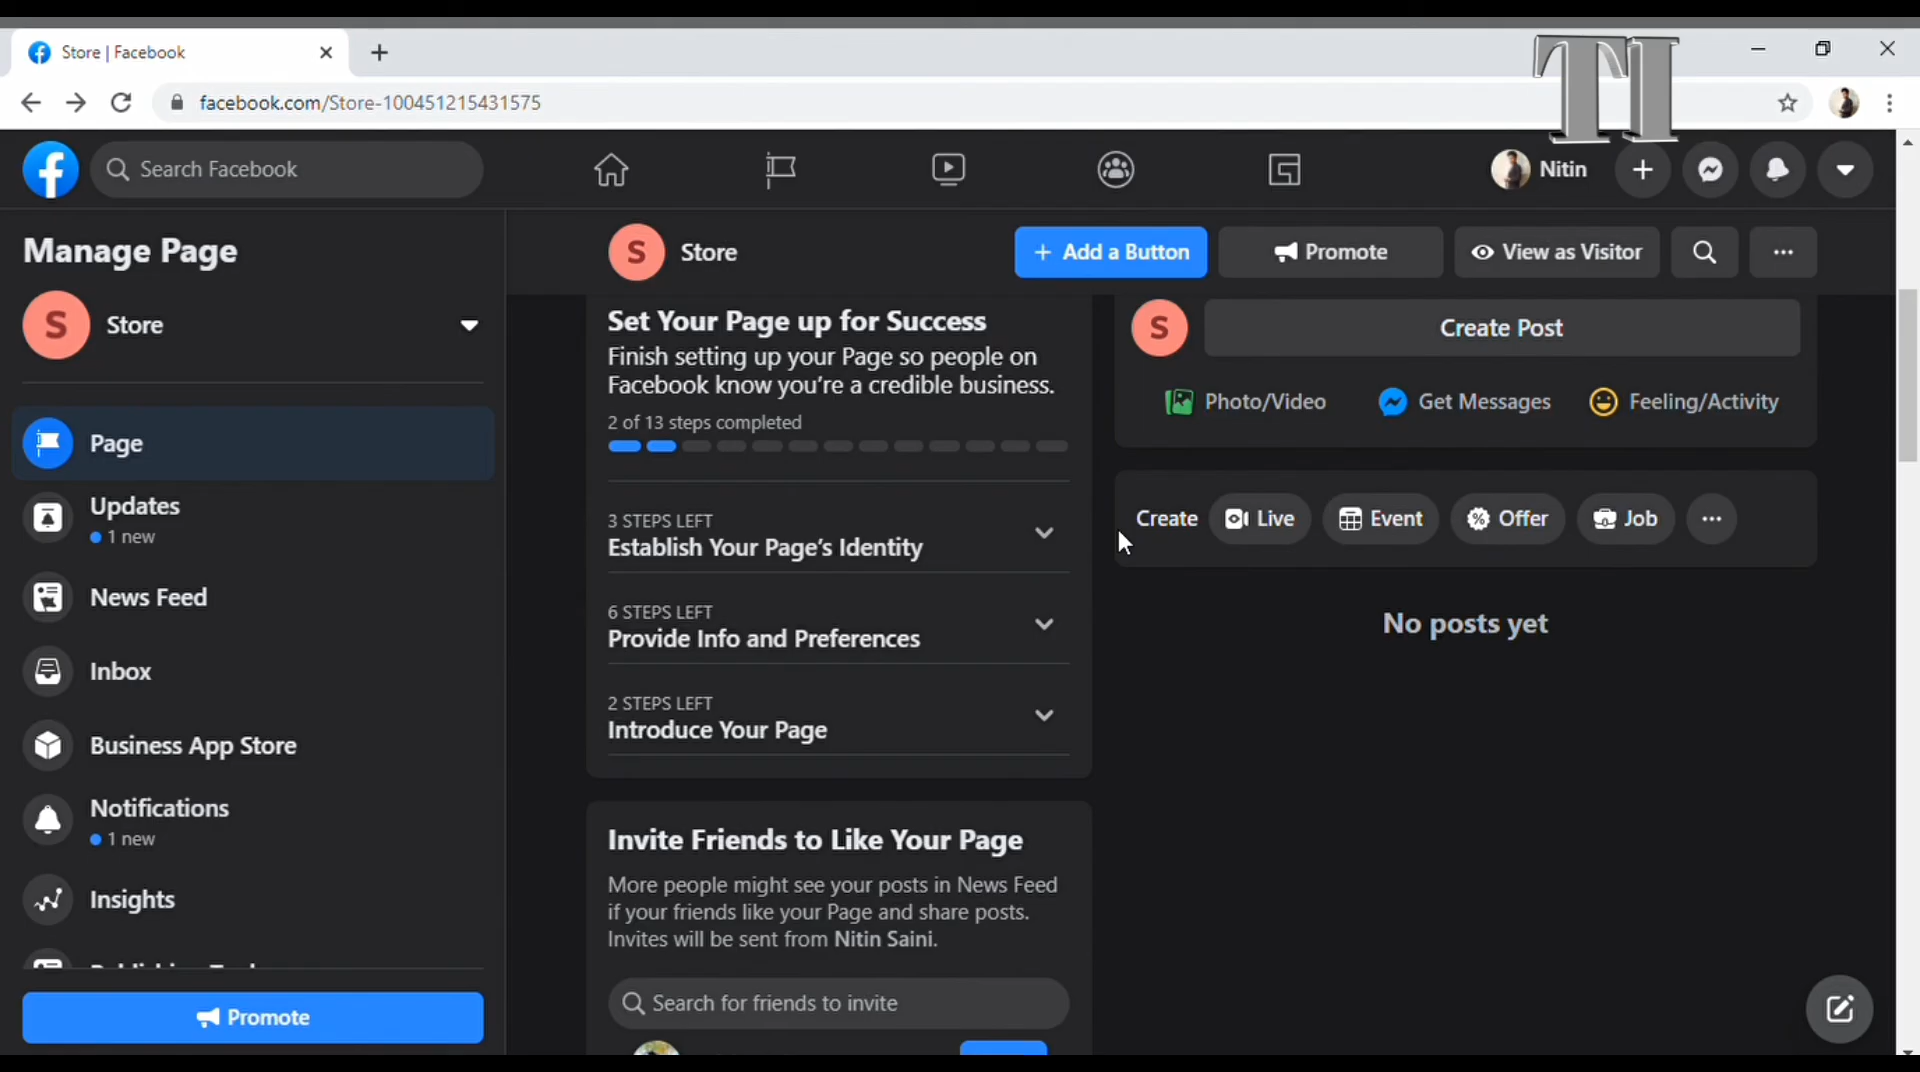 Store | Facebook
TI
facebook.com/Store-100451215431575
Search Facebook
Nitin
Manage Page
S
Store
Page
Updates
1 new
News Feed
Inbox
Business App Store
Notifications
1 new
Insights
Promote
S
Store
+ Add a Button
Promote
View as Visitor
Set Your Page up for Success
Finish setting up your Page so people on
Facebook know you're a credible business.
2 of 13 steps completed
3 STEPS LEFT
Establish Your Page's Identity
6 STEPS LEFT
Provide Info and Preferences
2 STEPS LEFT
Introduce Your Page
Invite Friends to Like Your Page
More people might see your posts in News Feed
if your friends like your Page and share posts.
Invites will be sent from Nitin Saini.
Search for friends to invite
S
Create Post
Photo/Video
Get Messages
Feeling/Activity
Create
Live
Event
Offer
Job
No posts yet